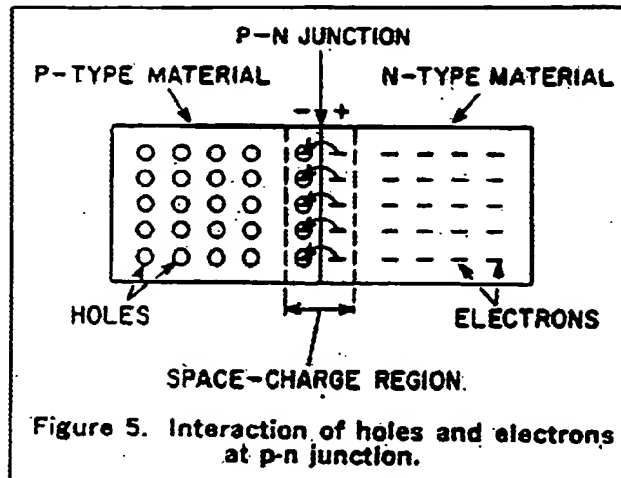 P-N JUNCTION
P-TYPE MATERIAL
N-TYPE MATERIAL
- +
HOLES
ELECTRONS
SPACE-CHARGE REGION.
Figure 5. Interaction of holes and electrons
at p-n junction.